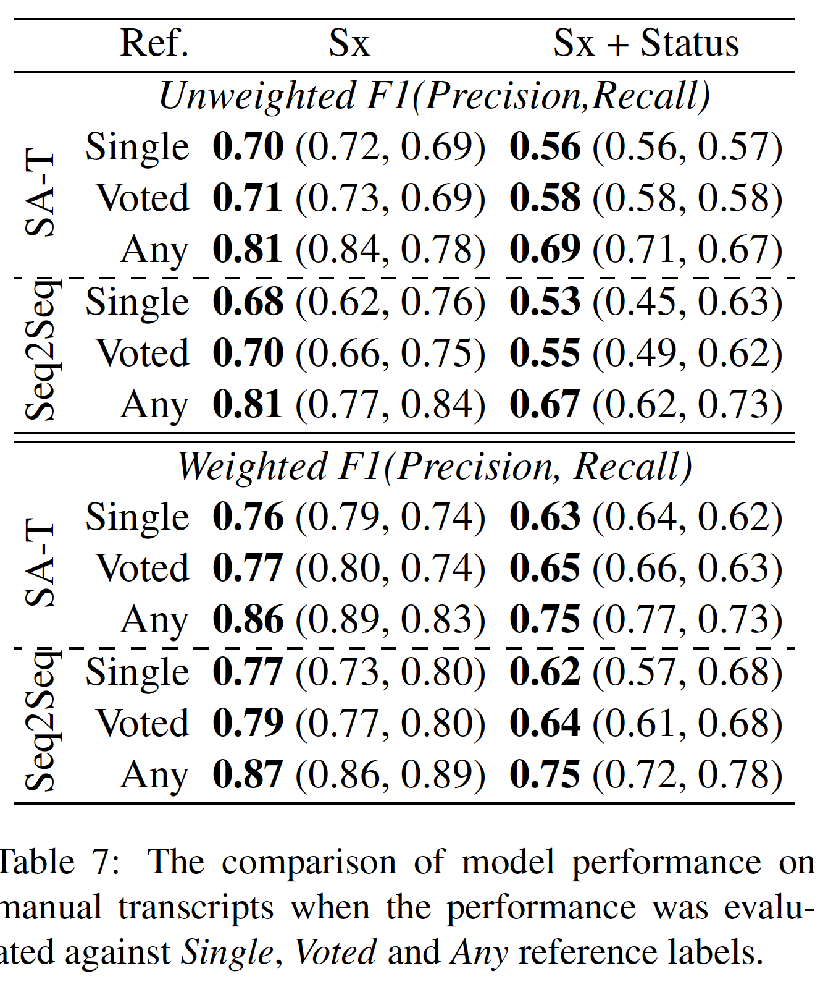 Ref. Sx Sx + Status
Unweighted F1(Precision,Recall)
SA-T
Single 0.70 (0.72, 0.69) 0.56 (0.56, 0.57)
Voted 0.71 (0.73, 0.69) 0.58 (0.58, 0.58)
Any 0.81 (0.84, 0.78) 0.69 (0.71, 0.67)
Seq2Seq
Single 0.68 (0.62, 0.76) 0.53 (0.45, 0.63)
Voted 0.70 (0.66, 0.75) 0.55 (0.49, 0.62)
Any 0.81 (0.77, 0.84) 0.67 (0.62, 0.73)
Weighted F1(Precision, Recall)
SA-T
Single 0.76 (0.79, 0.74) 0.63 (0.64, 0.62)
Voted 0.77 (0.80, 0.74) 0.65 (0.66, 0.63)
Any 0.86 (0.89, 0.83) 0.75 (0.77, 0.73)
Seq2Seq
Single 0.77 (0.73, 0.80) 0.62 (0.57, 0.68)
Voted 0.79 (0.77, 0.80) 0.64 (0.61, 0.68)
Any 0.87 (0.86, 0.89) 0.75 (0.72, 0.78)
Table 7: The comparison of model performance on
manual transcripts when the performance was evalu-
ated against Single, Voted and Any reference labels.